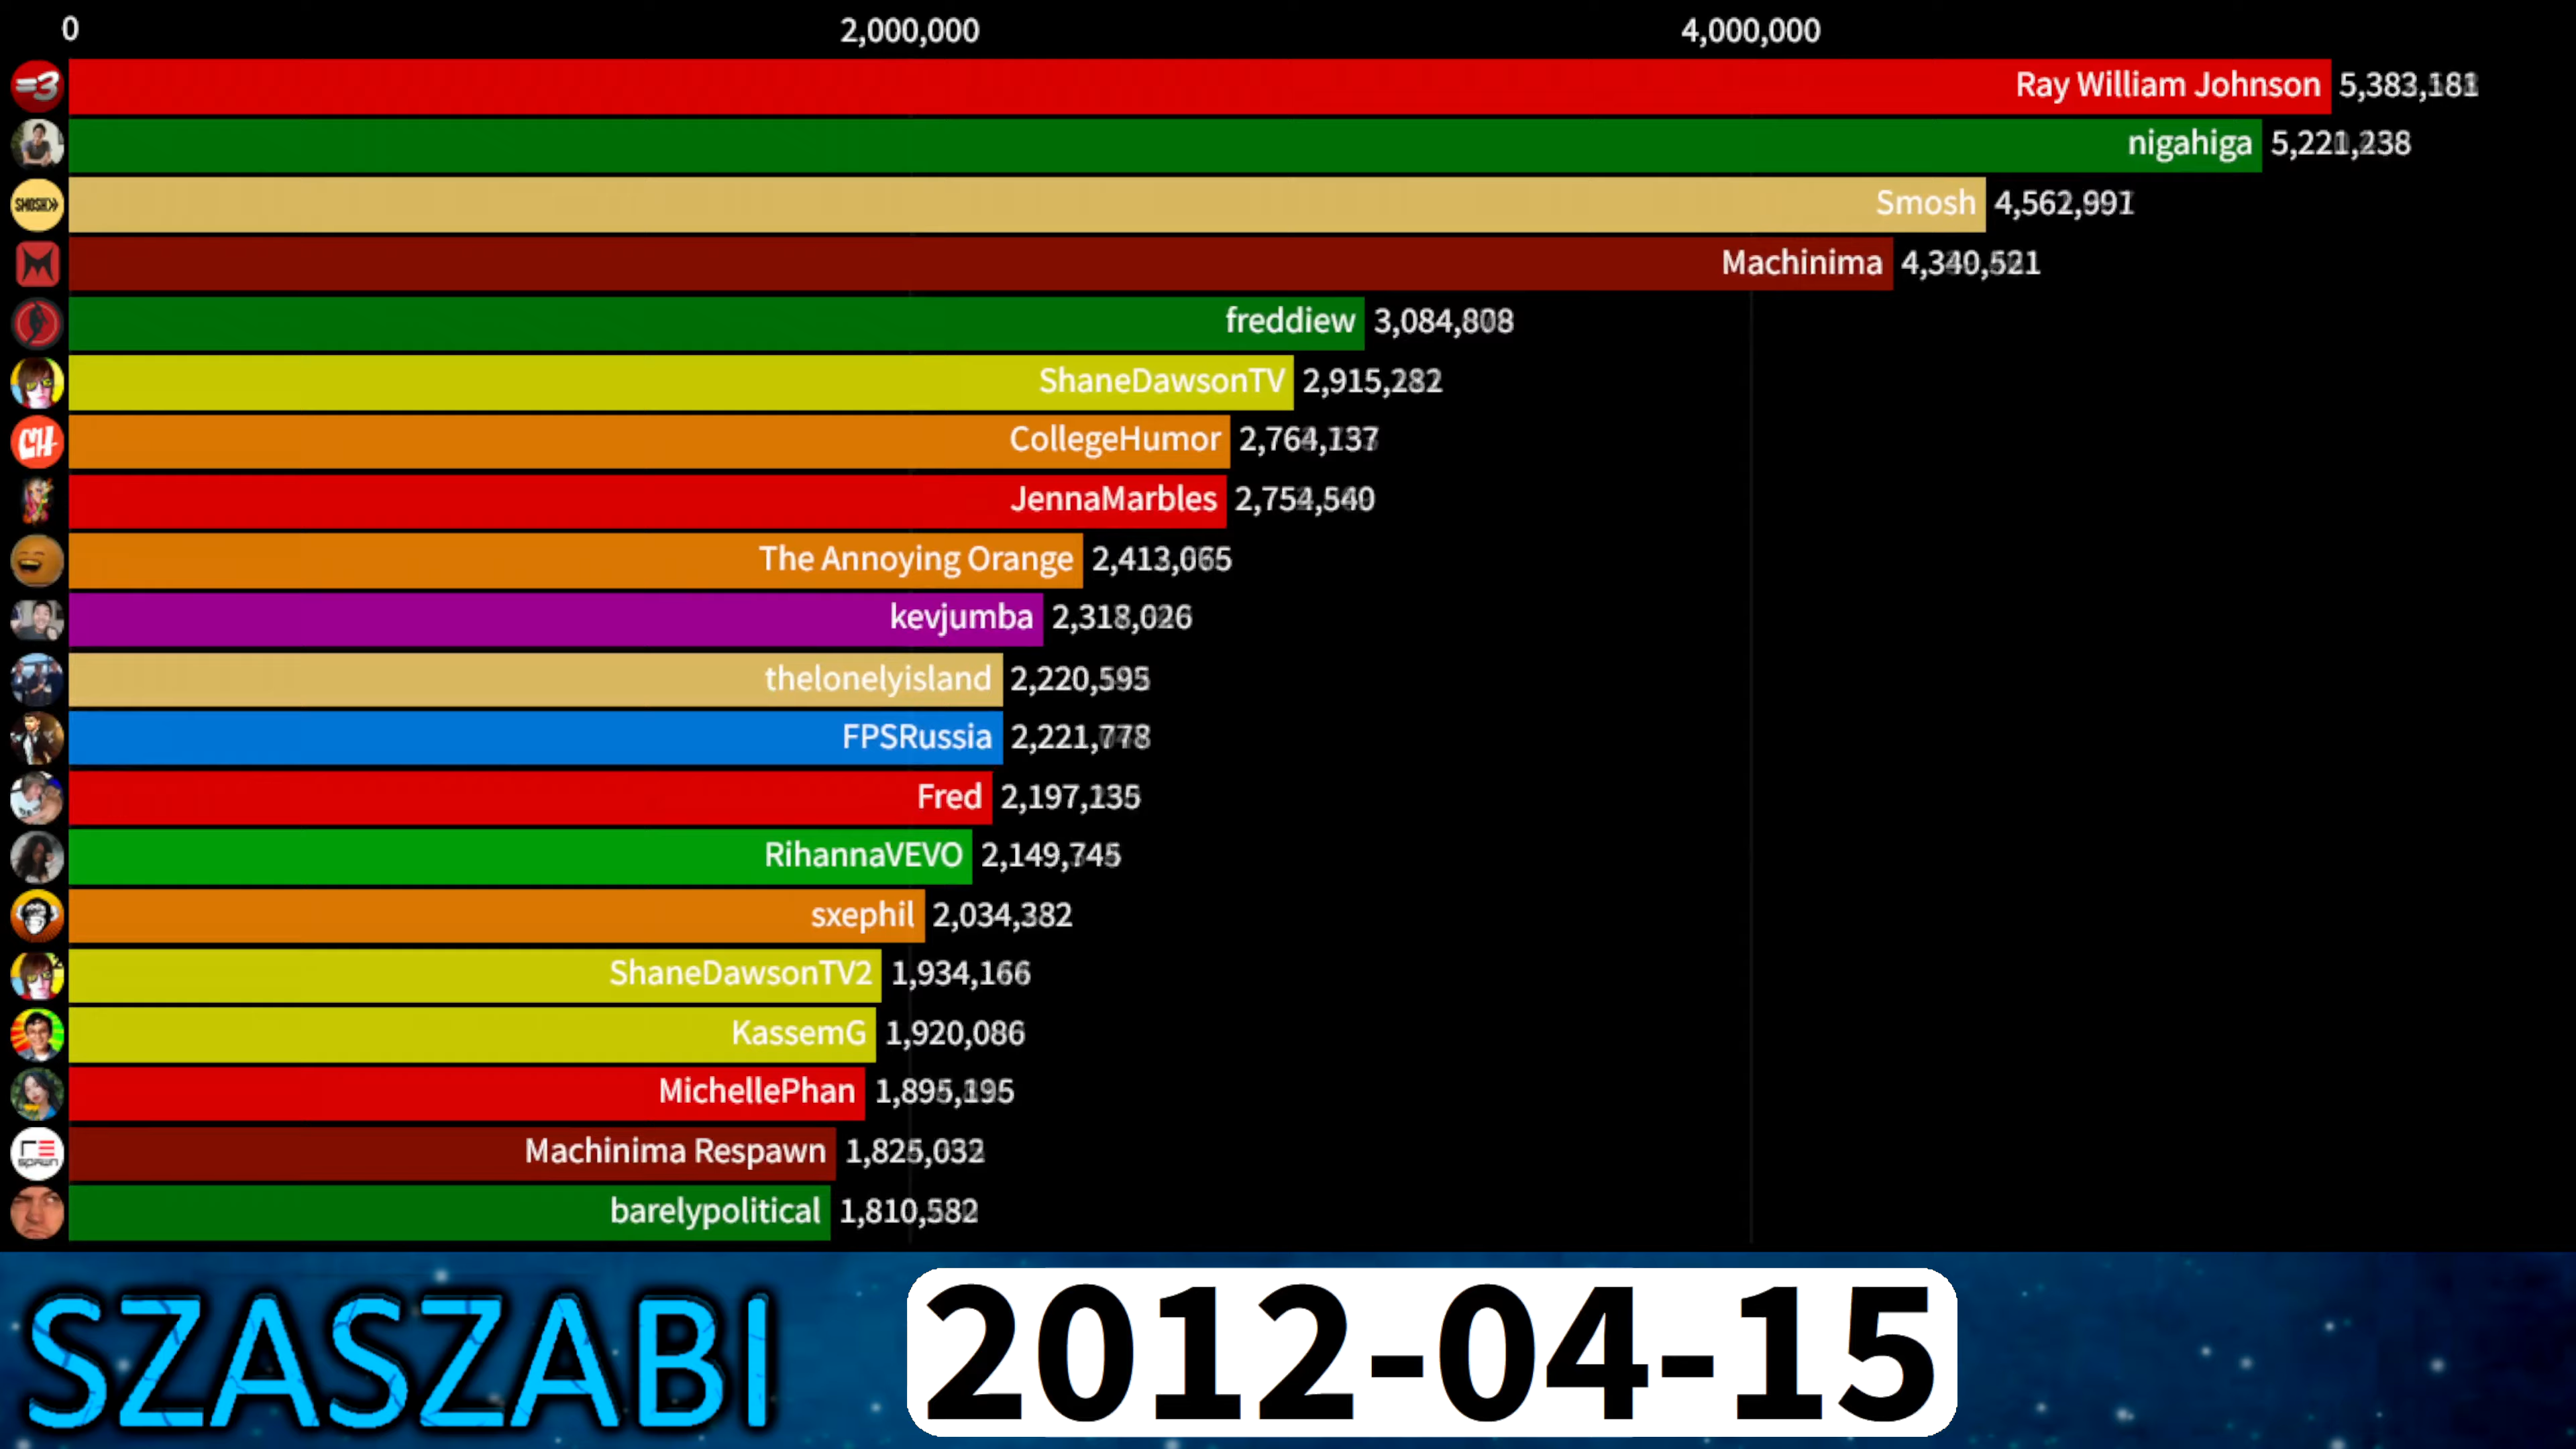 0 2,000,000 4,000,000
=3 Ray William Johnson 5,383,181
nigahiga 5,221,238
SMOSH Smosh 4,562,991
Machinima 4,340,521
freddiew 3,084,808
ShaneDawsonTV 2,915,282
CH CollegeHumor 2,764,137
JennaMarbles 2,754,540
The Annoying Orange 2,413,065
kevjumba 2,318,026
thelonelyisland 2,220,595
FPSRussia 2,221,778
Fred 2,197,135
RihannaVEVO 2,149,745
sxephil 2,034,382
ShaneDawsonTV2 1,934,166
KassemG 1,920,086
MichellePhan 1,895,195
Machinima Respawn 1,825,032
barelypolitical 1,810,582
SZASZABI 2012-04-15